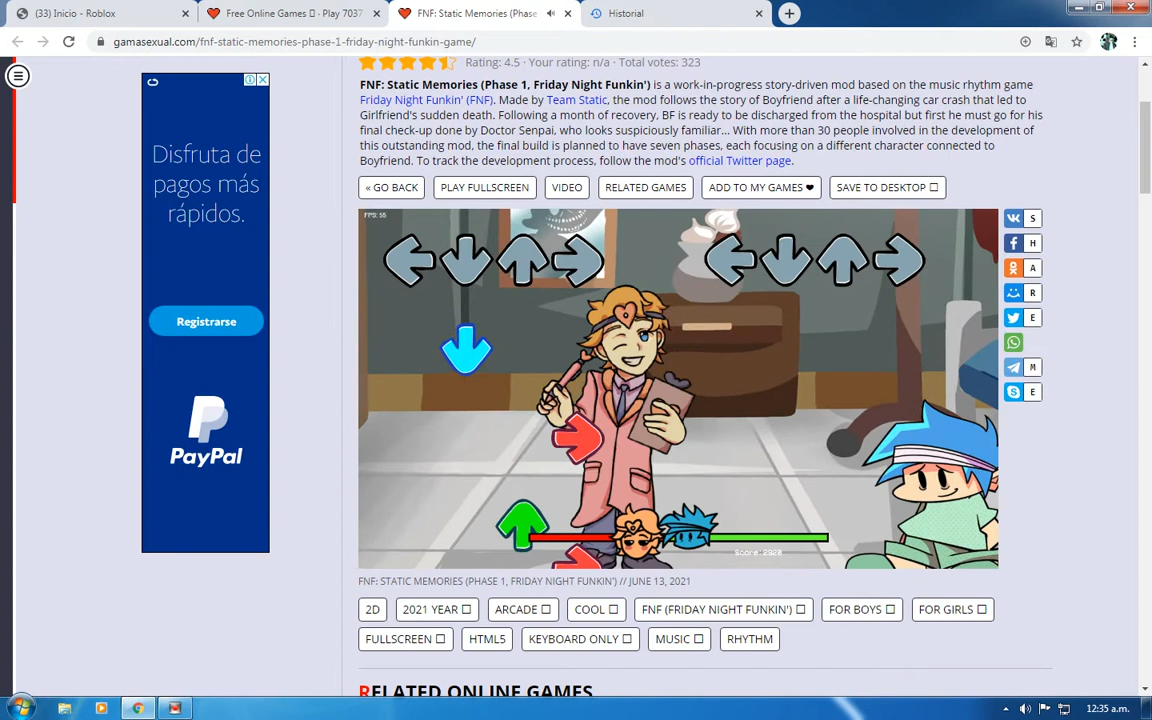 (33) Inicio - Roblox
Free Online Games 🎮 · Play 7037
FNF: Static Memories (Phase
Historial
gamasexual.com/fnf-static-memories-phase-1-friday-night-funkin-game/
Rating: 4.5 · Your rating: n/a · Total votes: 323
FNF: Static Memories (Phase 1, Friday Night Funkin') is a work-in-progress story-driven mod based on the music rhythm game
Friday Night Funkin' (FNF). Made by Team Static, the mod follows the story of Boyfriend after a life-changing car crash that led to
Girlfriend's sudden death. Following a month of recovery, BF is ready to be discharged from the hospital but first he must go for his
final check-up done by Doctor Senpai, who looks suspiciously familiar... With more than 30 people involved in the development of
this outstanding mod, the final build is planned to have seven phases, each focusing on a different character connected to
Boyfriend. To track the development process, follow the mod's official Twitter page.
« GO BACK
PLAY FULLSCREEN
VIDEO
RELATED GAMES
ADD TO MY GAMES ❤
SAVE TO DESKTOP
Disfruta de
pagos más
rápidos.
Registrarse
PayPal
FPS: 55
Score:2920
S
H
A
R
E
M
E
FNF: STATIC MEMORIES (PHASE 1, FRIDAY NIGHT FUNKIN') // JUNE 13, 2021
2D
2021 YEAR
ARCADE
COOL
FNF (FRIDAY NIGHT FUNKIN')
FOR BOYS
FOR GIRLS
FULLSCREEN
HTML5
KEYBOARD ONLY
MUSIC
RHYTHM
RELATED ONLINE GAMES
12:35 a.m.